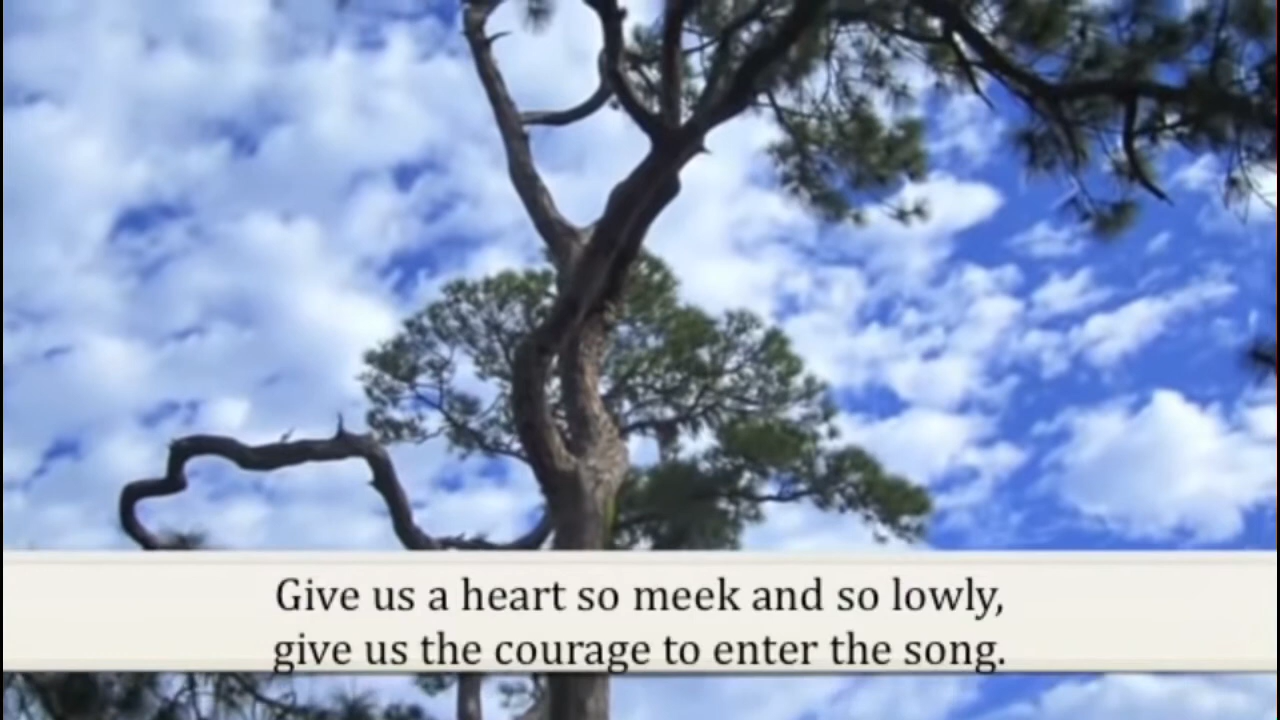 Give us a heart so meek and so lowly,
give us the courage to enter the song.